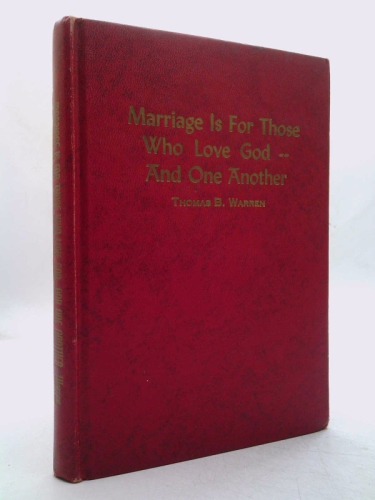 Marriage Is For Those
Who Love God --
And One Another
THOMAS B. WARREN